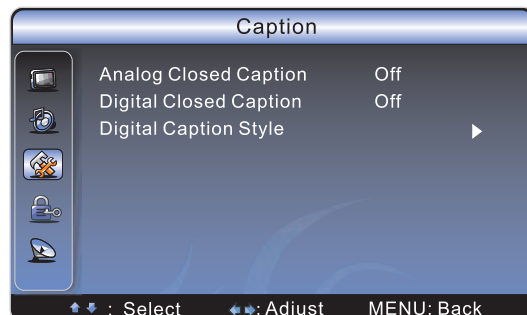 Caption
Analog Closed Caption Off
Digital Closed Caption Off
Digital Caption Style
: Select : Adjust MENU: Back